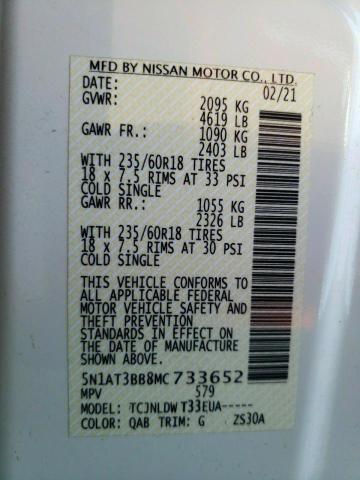 MFD BY NISSAN MOTOR CO., LTD.
DATE: 02/21
GVWR: 2095 KG
4619 LB
GAWR FR.: 1090 KG
2403 LB
WITH 235/60R18 TIRES
18 x 7.5 RIMS AT 33 PSI
COLD SINGLE
GAWR RR.: 1055 KG
2326 LB
WITH 235/60R18 TIRES
18 x 7.5 RIMS AT 30 PSI
COLD SINGLE
THIS VEHICLE CONFORMS TO
ALL APPLICABLE FEDERAL
MOTOR VEHICLE SAFETY AND
THEFT PREVENTION
STANDARDS IN EFFECT ON
THE DATE OF MANUFACTURE
SHOWN ABOVE.
5N1AT3BB8MC733652
MPV 579
MODEL: TCJNLDW T33EUA-----
COLOR: QAB TRIM: G ZS30A